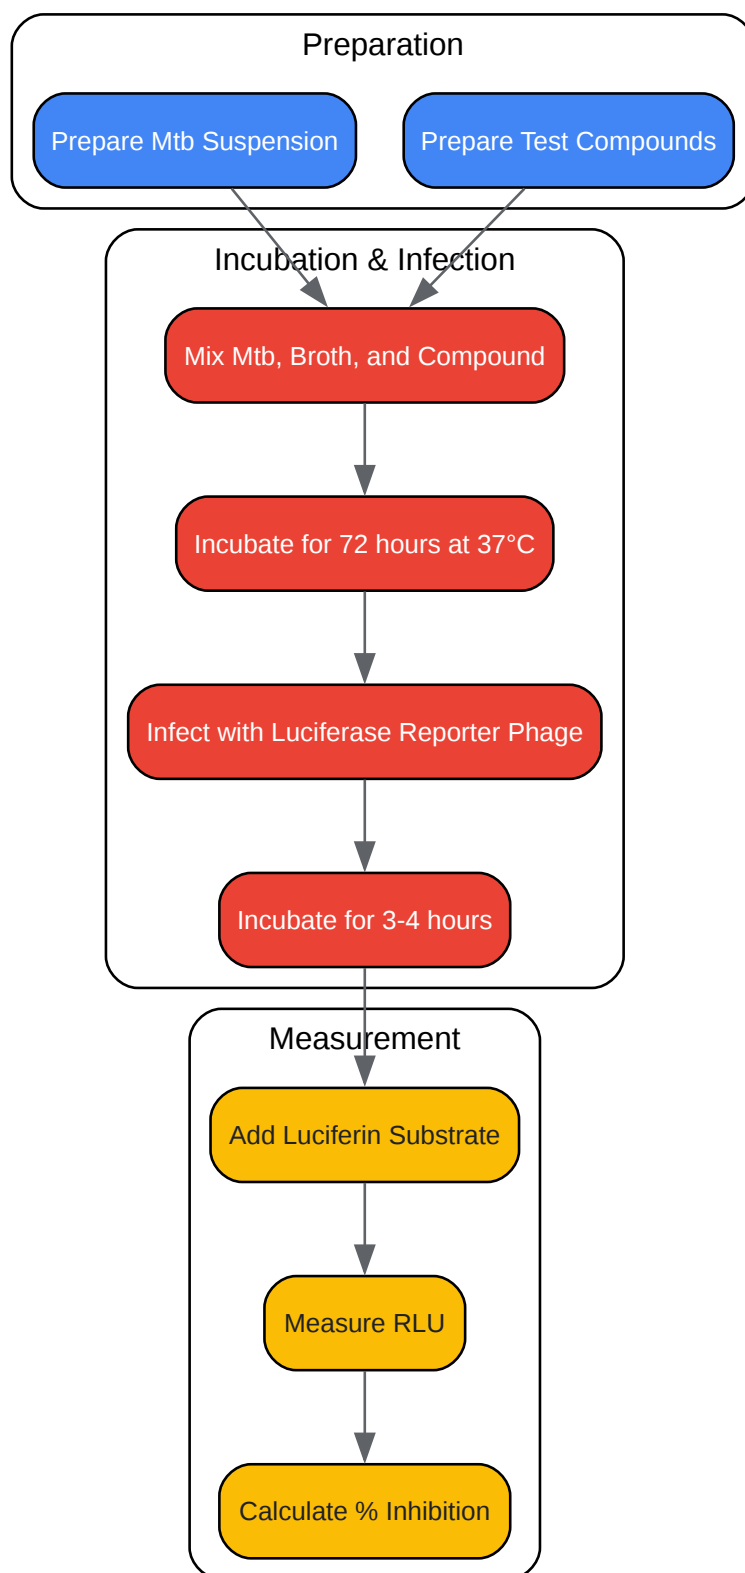 Preparation
Prepare Mtb Suspension
Prepare Test Compounds
Incubation & Infection
Mix Mtb, Broth, and Compound
Incubate for 72 hours at 37°C
Infect with Luciferase Reporter Phage
Incubate for 3-4 hours
Measurement
Add Luciferin Substrate
Measure RLU
Calculate % Inhibition